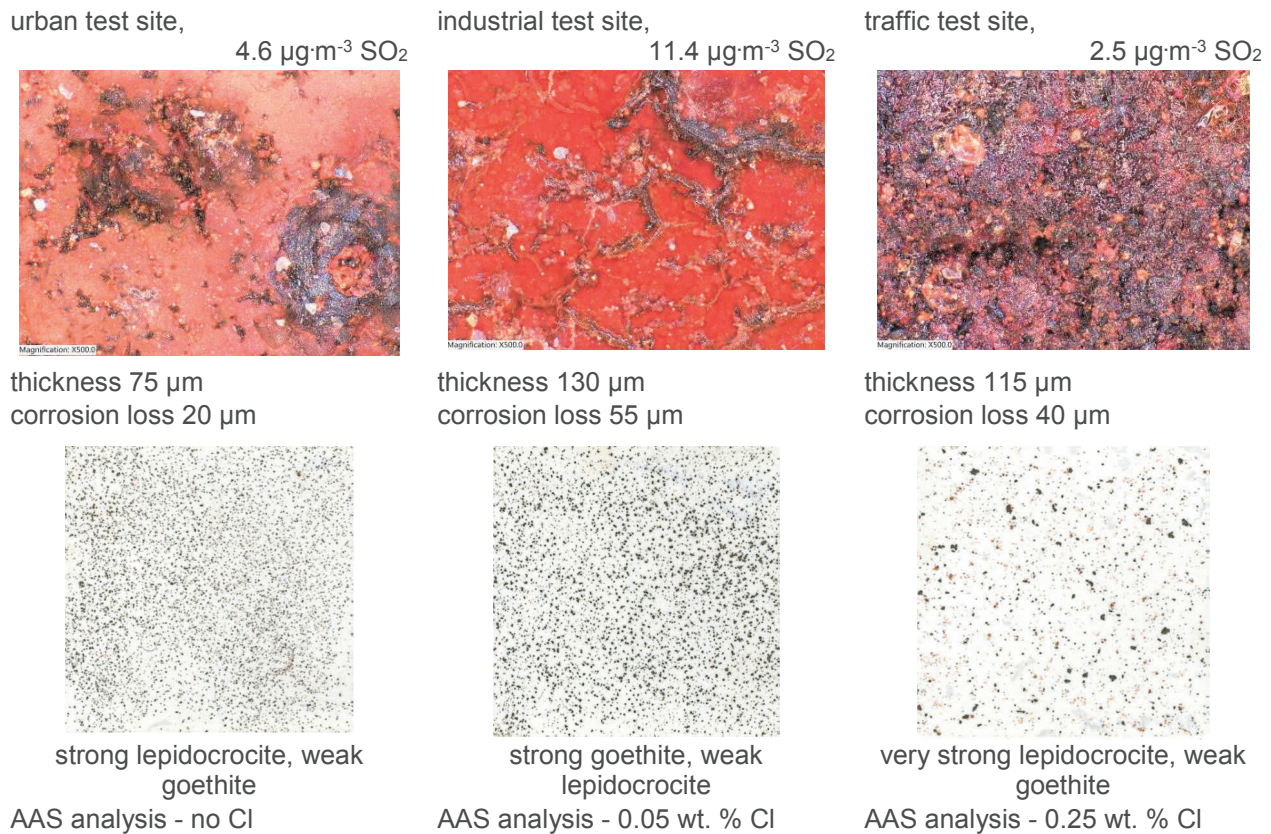 urban test site,
4.6 µg·m⁻³ SO₂
Magnification: X500.0
thickness 75 µm
corrosion loss 20 µm
strong lepidocrocite, weak
goethite
AAS analysis - no Cl
industrial test site,
11.4 µg·m⁻³ SO₂
Magnification: X500.0
thickness 130 µm
corrosion loss 55 µm
strong goethite, weak
lepidocrocite
AAS analysis - 0.05 wt. % Cl
traffic test site,
2.5 µg·m⁻³ SO₂
Magnification: X500.0
thickness 115 µm
corrosion loss 40 µm
very strong lepidocrocite, weak
goethite
AAS analysis - 0.25 wt. % Cl